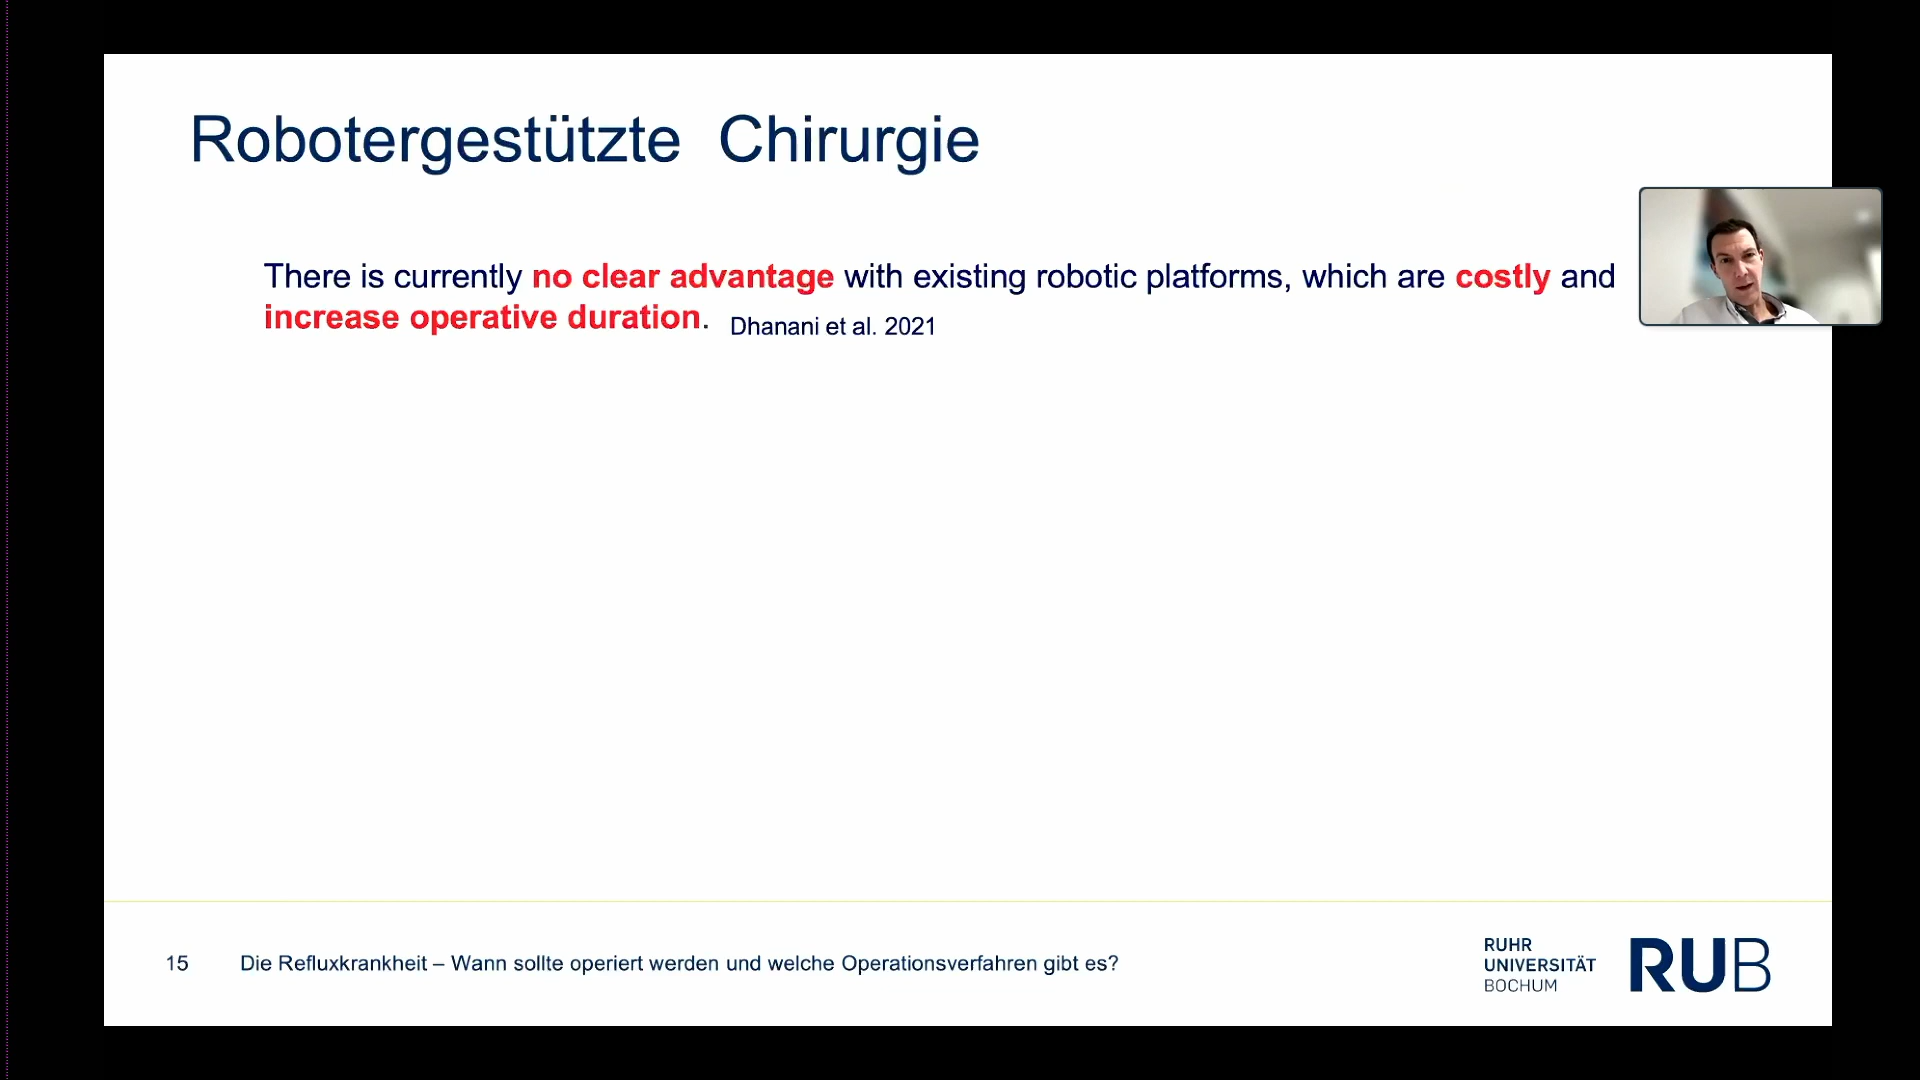 Robotergestützte Chirurgie
There is currently no clear advantage with existing robotic platforms, which are costly and
increase operative duration. Dhanani et al. 2021
15 Die Refluxkrankheit – Wann sollte operiert werden und welche Operationsverfahren gibt es?
RUHR
UNIVERSITÄT
BOCHUM
RUB